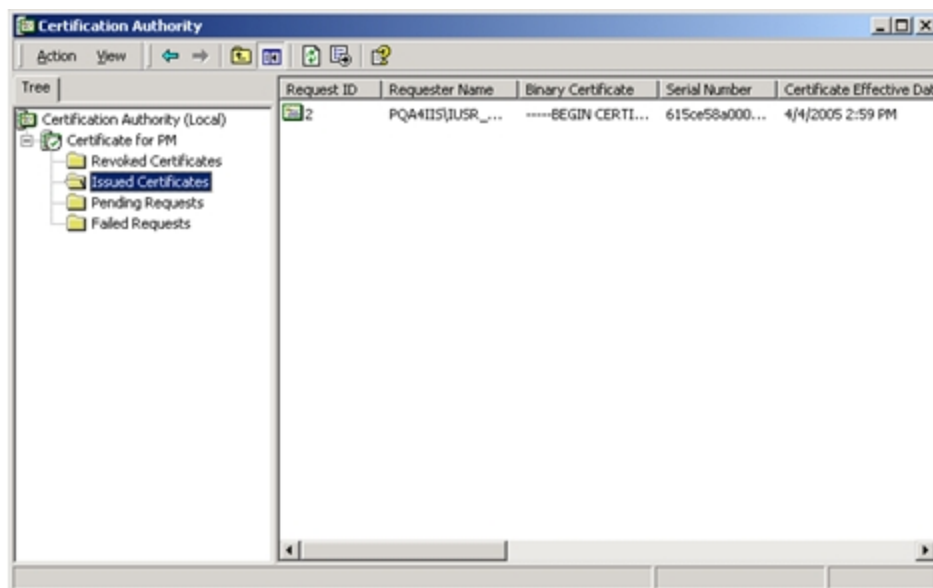 Certification Authority
Action View
Tree
Request ID Requester Name Binary Certificate Serial Number Certificate Effective Dat
Certification Authority (Local)
Certificate for PM
Revoked Certificates
Issued Certificates
Pending Requests
Failed Requests
2 PQA4IIS\IUSR_... -----BEGIN CERTI... 615ce58a000... 4/4/2005 2:59 PM